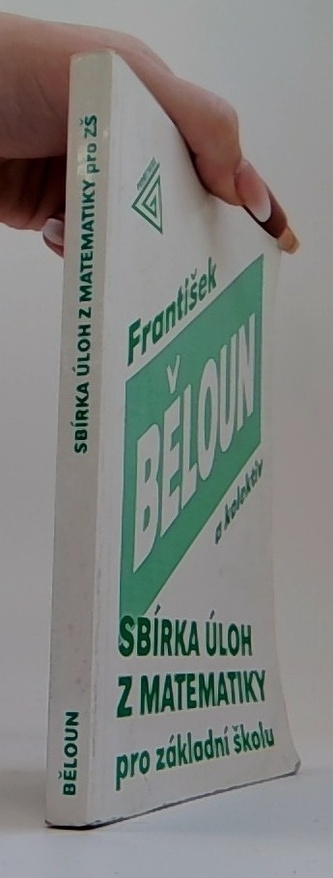 SBÍRKA ÚLOH Z MATEMATIKY pro ZŠ
BĚLOUN
František
BĚLOUN
a kolektiv
SBÍRKA ÚLOH
Z MATEMATIKY
pro základní školu